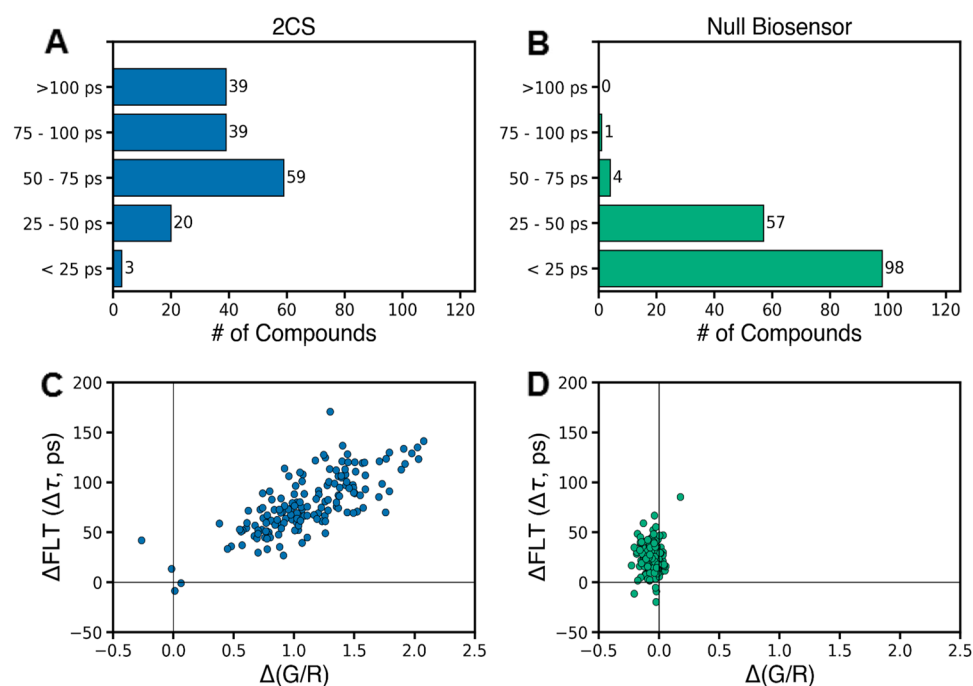 A
2CS
>100 ps
39
75 - 100 ps
39
50 - 75 ps
59
25 - 50 ps
20
< 25 ps
3
0 20 40 60 80 100 120
# of Compounds
B
Null Biosensor
>100 ps
0
75 - 100 ps
1
50 - 75 ps
4
25 - 50 ps
57
< 25 ps
98
0 20 40 60 80 100 120
# of Compounds
C
ΔFLT (Δτ, ps)
200
150
100
50
0
−50
−0.5 0.0 0.5 1.0 1.5 2.0 2.5
Δ(G/R)
D
ΔFLT (Δτ, ps)
200
150
100
50
0
−50
−0.5 0.0 0.5 1.0 1.5 2.0 2.5
Δ(G/R)